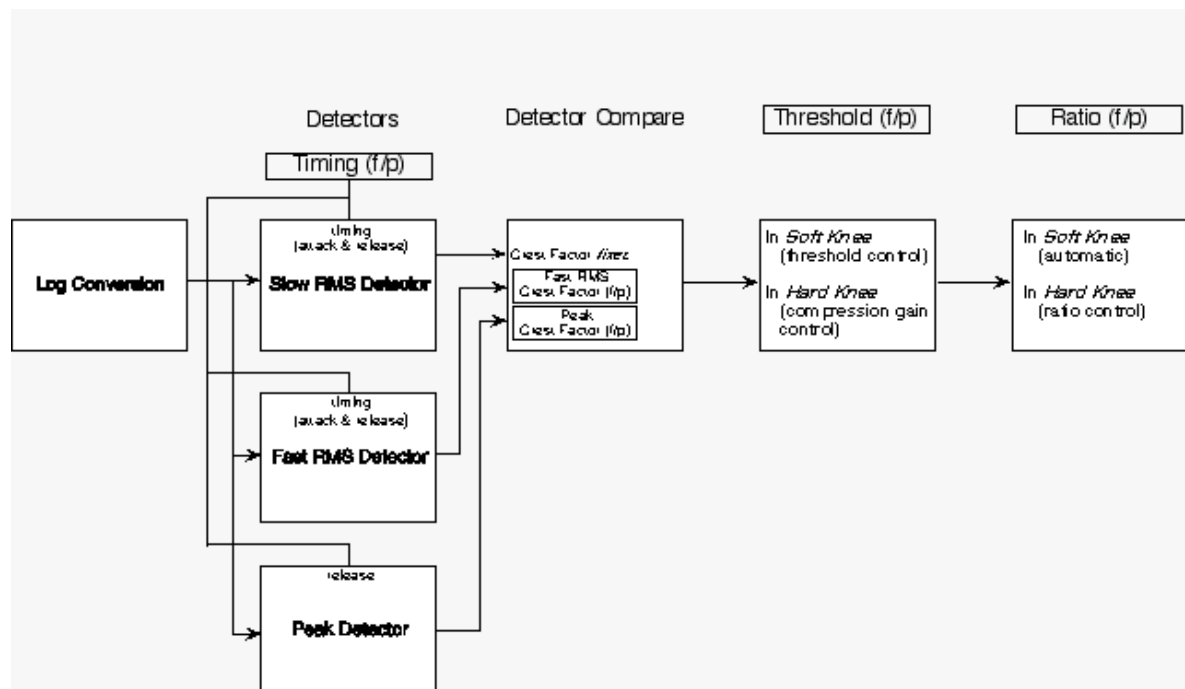 Detectors
Detector Compare
Threshold (f/p)
Ratio (f/p)
Timing (f/p)
Log Conversion
timing
(attack & release)
Slow RMS Detector
Crest Factor fixed
Fast RMS
Crest Factor (f/p)
Peak
Crest Factor (f/p)
In Soft Knee
(threshold control)
In Hard Knee
(compression gain
control)
In Soft Knee
(automatic)
In Hard Knee
(ratio control)
timing
(attack & release)
Fast RMS Detector
release
Peak Detector